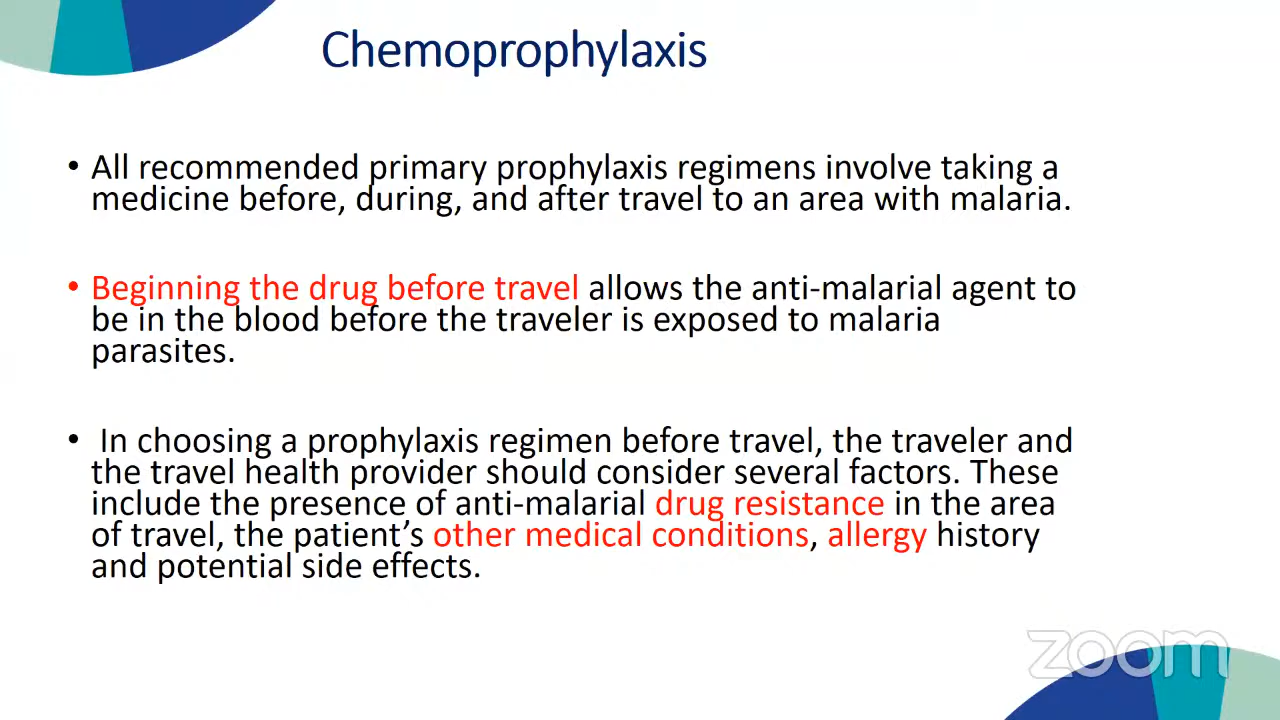 Chemoprophylaxis
• All recommended primary prophylaxis regimens involve taking a
medicine before, during, and after travel to an area with malaria.
• Beginning the drug before travel allows the anti-malarial agent to
be in the blood before the traveler is exposed to malaria
parasites.
• In choosing a prophylaxis regimen before travel, the traveler and
the travel health provider should consider several factors. These
include the presence of anti-malarial drug resistance in the area
of travel, the patient’s other medical conditions, allergy history
and potential side effects.
zoom